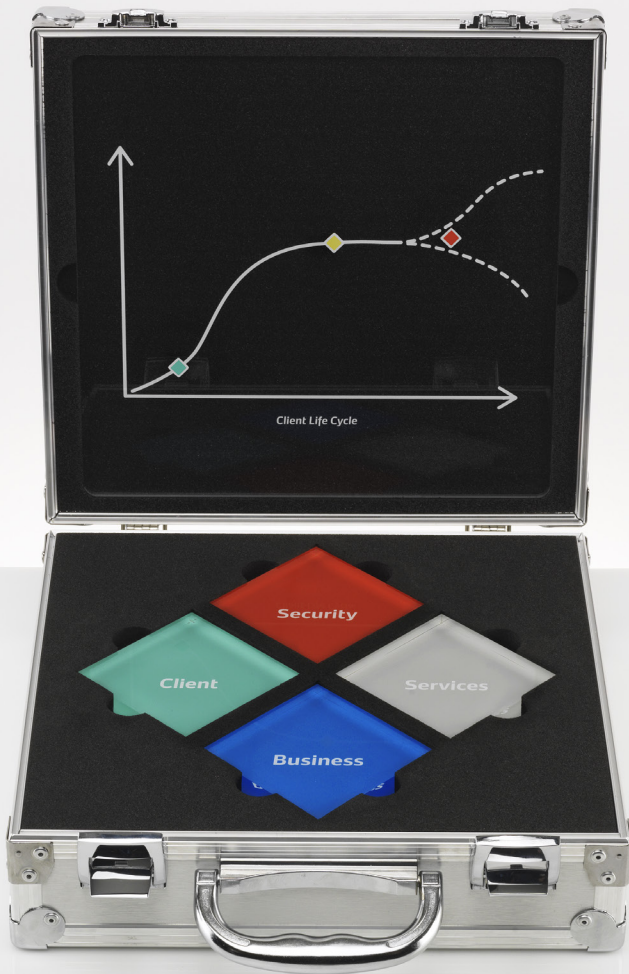 Client Life Cycle
Security
Client
Services
Business